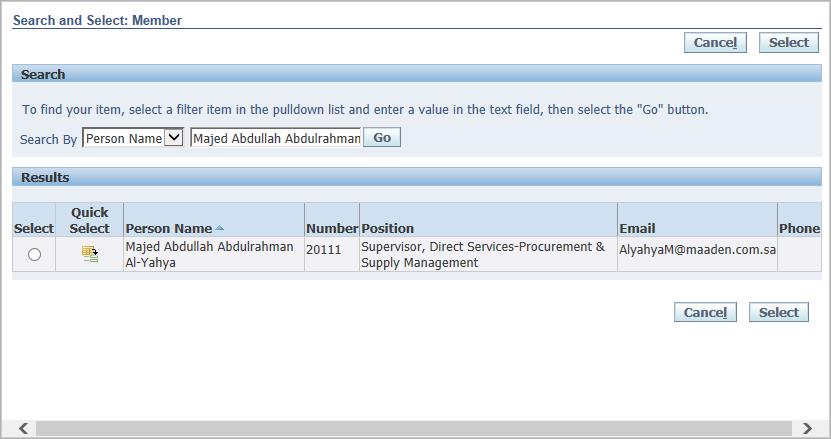 Search and Select: Member
Cancel Select
Search
To find your item, select a filter item in the pulldown list and enter a value in the text field, then select the "Go" button.
Search By Person Name Majed Abdullah Abdulrahman Go
Results
Select Quick Select Person Name Number Position Email Phone
Majed Abdullah Abdulrahman 20111 Supervisor, Direct Services-Procurement & AlyahyaM@maaden.com.sa
Al-Yahya Supply Management
Cancel Select